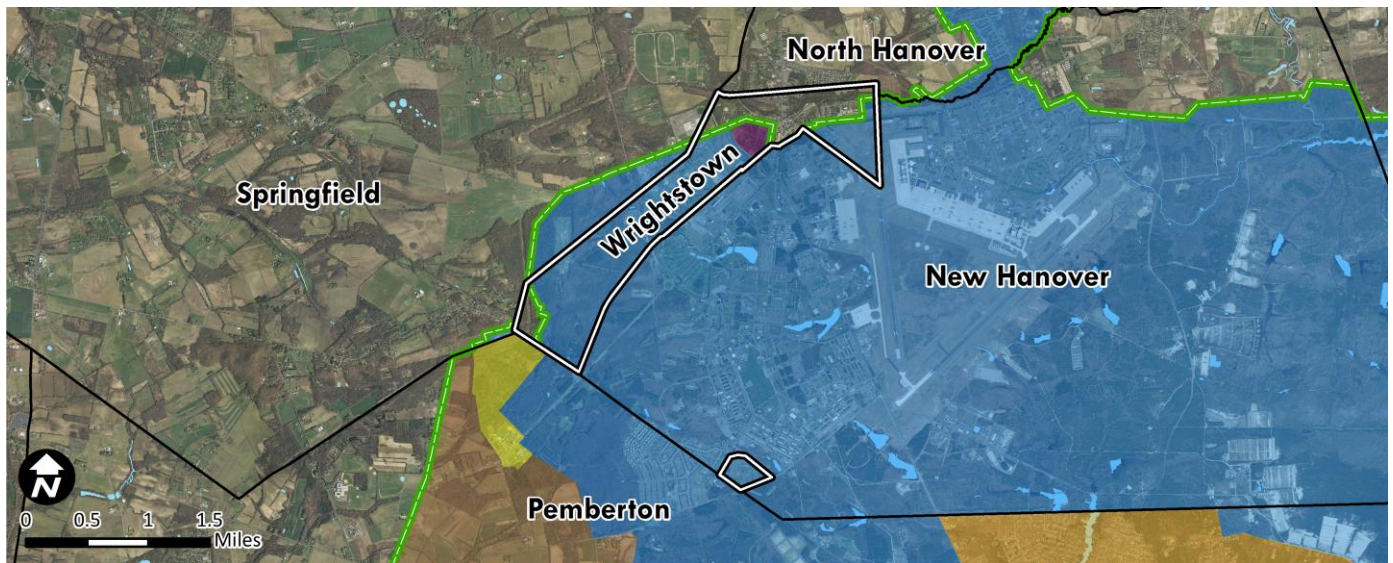 North Hanover
Springfield
Wrightstown
New Hanover
Pemberton
N
0 0.5 1 1.5
Miles